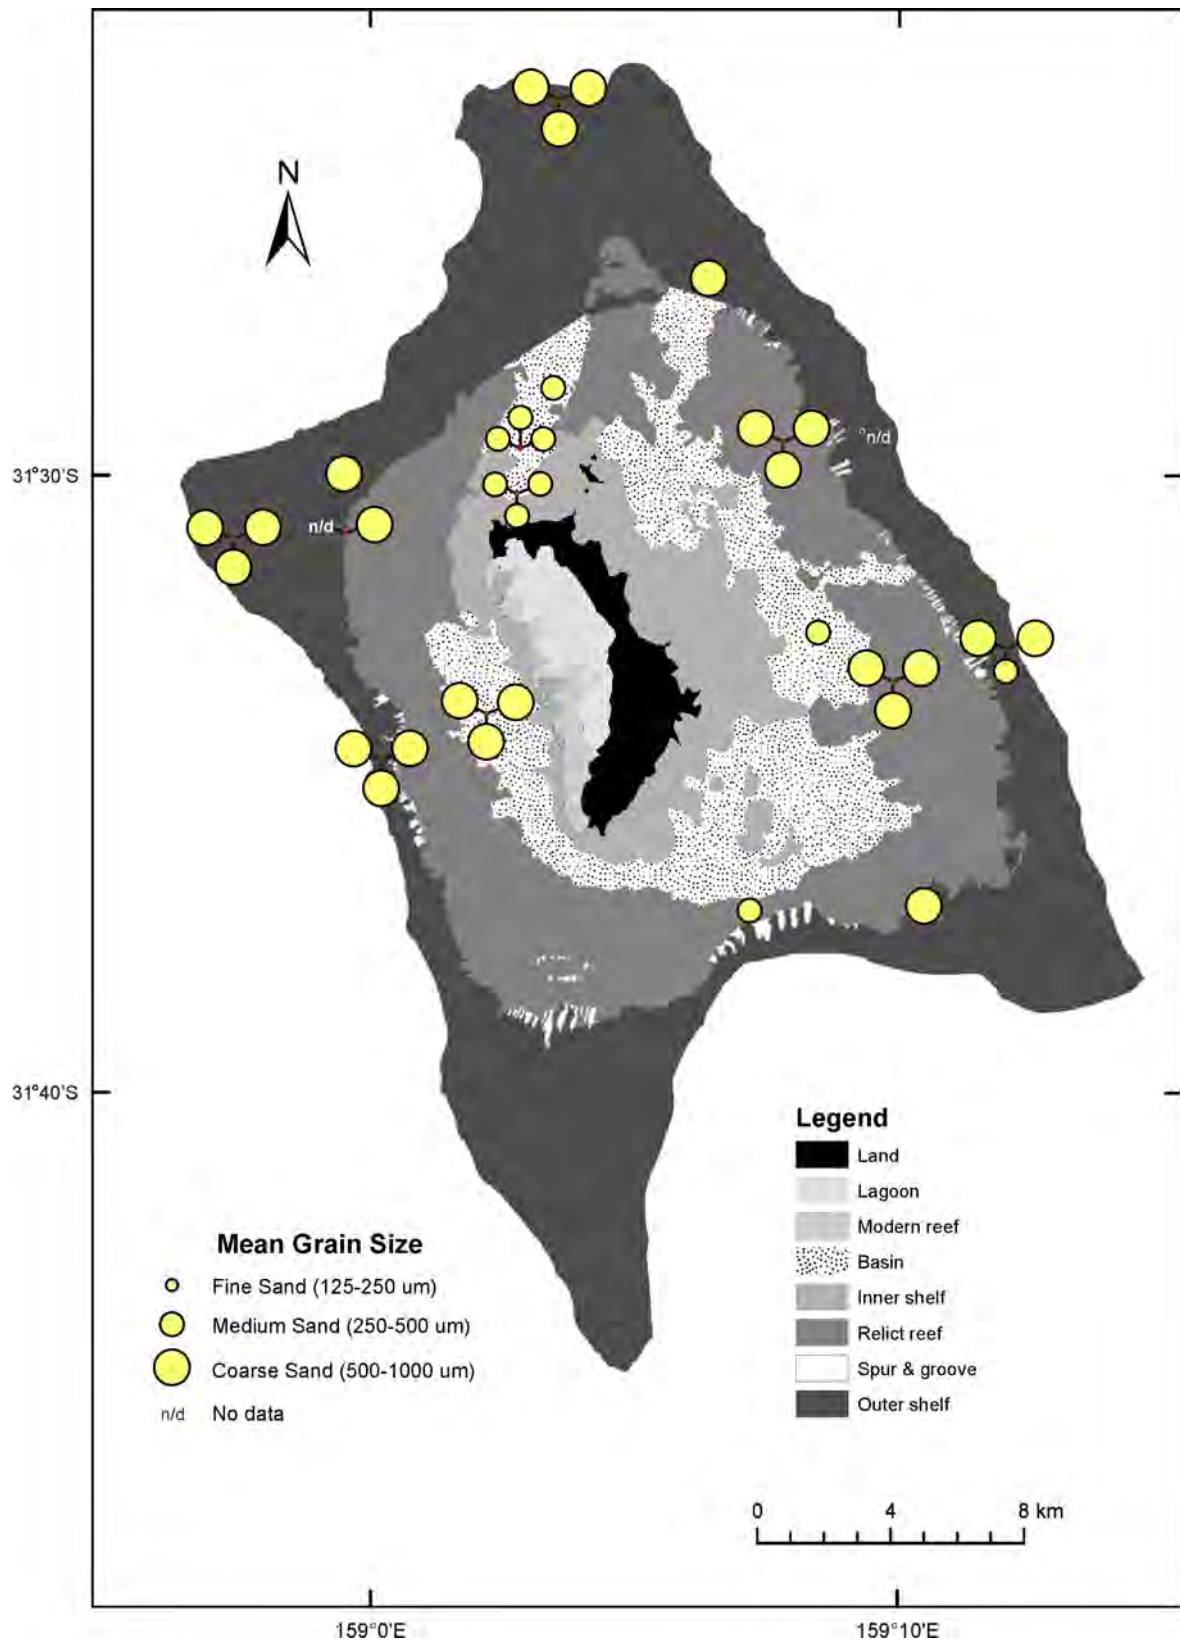 N
n/d
31°30'S
n/d
31°40'S
Legend
Land
Lagoon
Modern reef
Basin
Inner shelf
Relict reef
Spur & groove
Outer shelf
Mean Grain Size
Fine Sand (125-250 um)
Medium Sand (250-500 um)
Coarse Sand (500-1000 um)
n/d No data
0 4 8 km
159°0'E
159°10'E